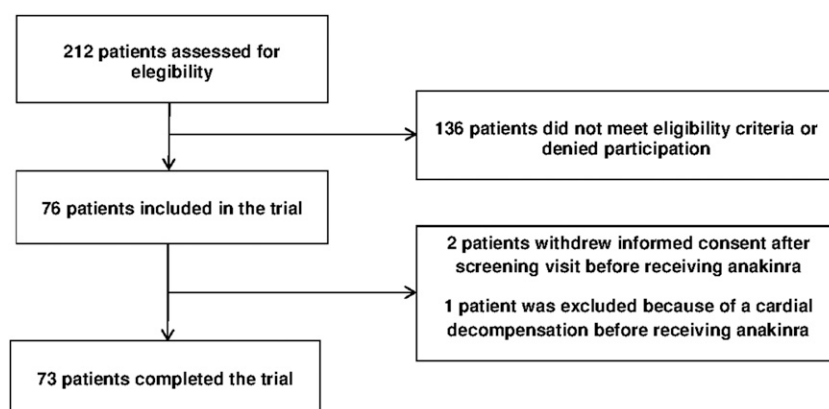 212 patients assessed for
elegibility
136 patients did not meet eligibility criteria or
denied participation
76 patients included in the trial
2 patients withdrew informed consent after
screening visit before receiving anakinra
1 patient was excluded because of a cardial
decompensation before receiving anakinra
73 patients completed the trial